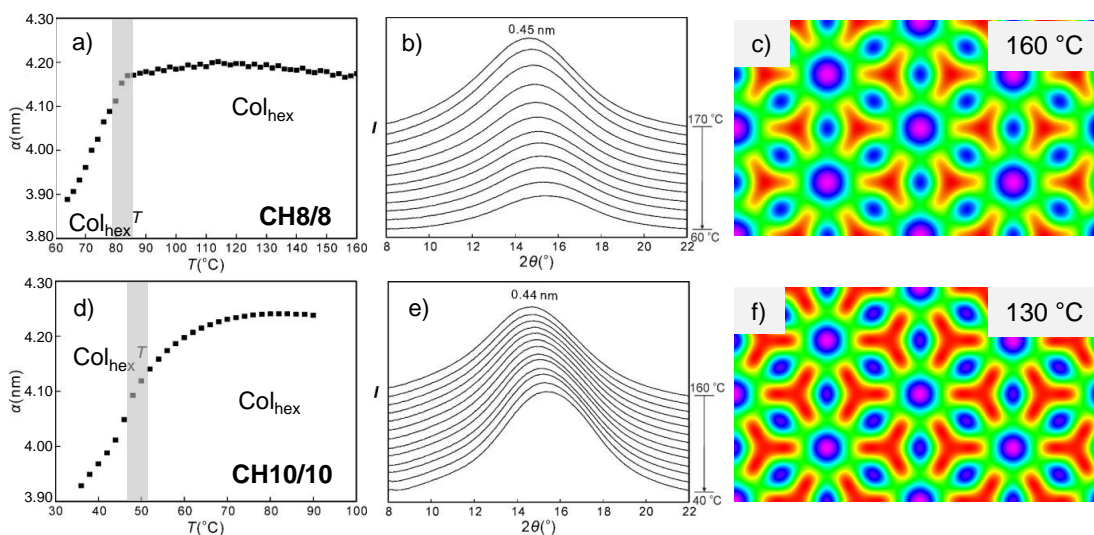 a)
4.30
4.20
4.10
4.00
3.90
3.80
α(nm)
Col_hex
Col_hex^T
CH8/8
60 70 80 90 100 110 120 130 140 150 160
T(°C)
b)
0.45 nm
I
170 °C
60 °C
8 10 12 14 16 18 20 22
2θ(°)
c)
160 °C
d)
4.30
4.20
4.10
4.00
3.90
α(nm)
Col_hex^T
Col_hex
CH10/10
30 40 50 60 70 80 90 100
T(°C)
e)
0.44 nm
I
160 °C
40 °C
8 10 12 14 16 18 20 22
2θ(°)
f)
130 °C